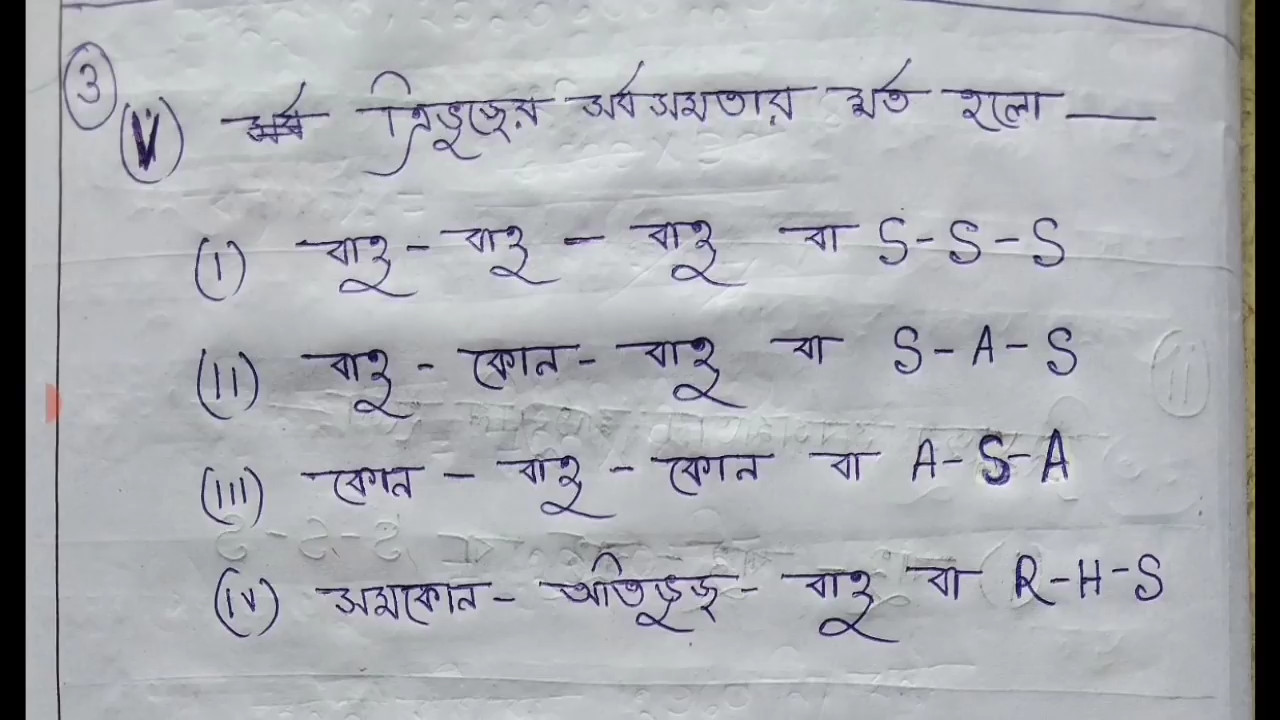 3
(V) ত্রিভুজের সর্বসমতার শর্ত হলো —
(i) বাহু - বাহু - বাহু বা S-S-S
(ii) বাহু - কোন - বাহু বা S-A-S
(iii) কোন - বাহু - কোন বা A-S-A
(iv) সমকোন - অতিভুজ - বাহু বা R-H-S